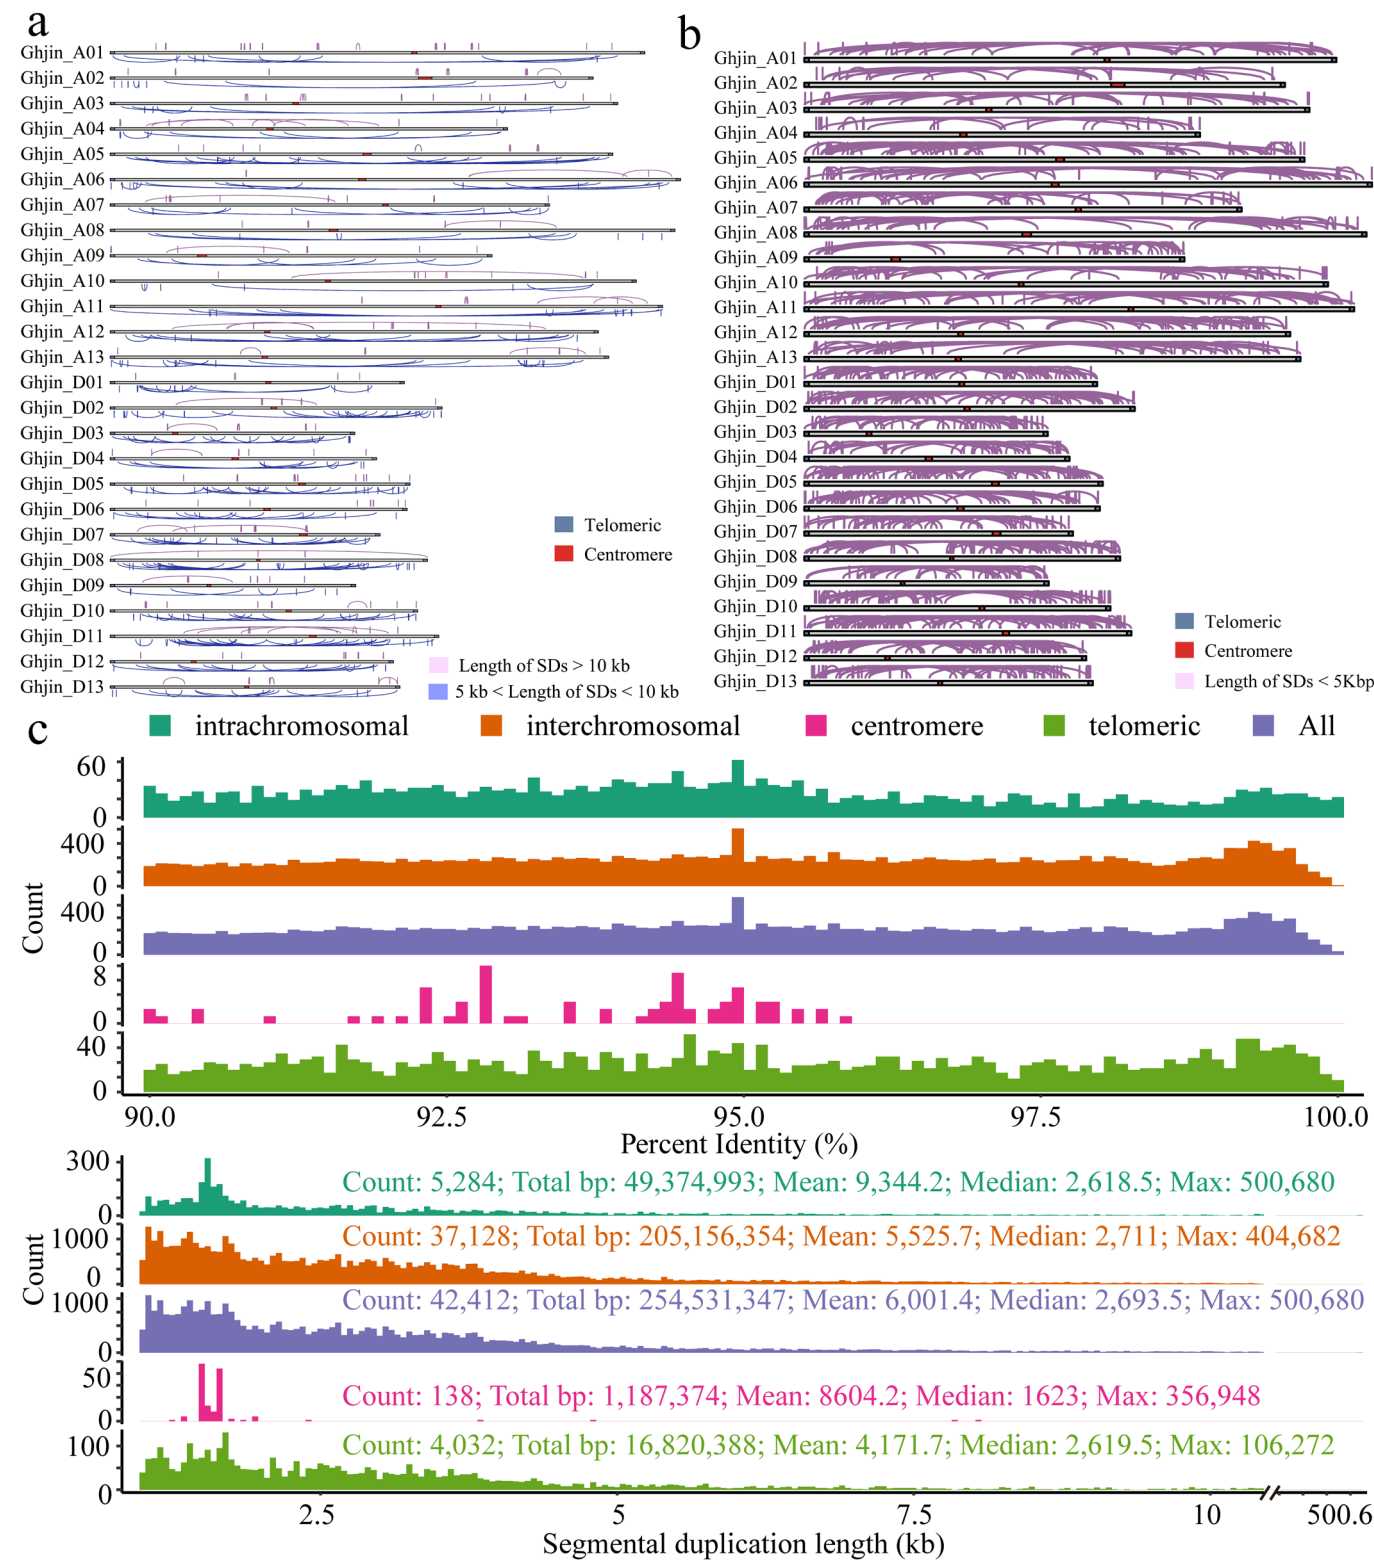 a
Ghjin_A01
Ghjin_A02
Ghjin_A03
Ghjin_A04
Ghjin_A05
Ghjin_A06
Ghjin_A07
Ghjin_A08
Ghjin_A09
Ghjin_A10
Ghjin_A11
Ghjin_A12
Ghjin_A13
Ghjin_D01
Ghjin_D02
Ghjin_D03
Ghjin_D04
Ghjin_D05
Ghjin_D06
Ghjin_D07
Ghjin_D08
Ghjin_D09
Ghjin_D10
Ghjin_D11
Ghjin_D12
Ghjin_D13
Telomeric
Centromere
Length of SDs > 10 kb
5 kb < Length of SDs < 10 kb
b
Ghjin_A01
Ghjin_A02
Ghjin_A03
Ghjin_A04
Ghjin_A05
Ghjin_A06
Ghjin_A07
Ghjin_A08
Ghjin_A09
Ghjin_A10
Ghjin_A11
Ghjin_A12
Ghjin_A13
Ghjin_D01
Ghjin_D02
Ghjin_D03
Ghjin_D04
Ghjin_D05
Ghjin_D06
Ghjin_D07
Ghjin_D08
Ghjin_D09
Ghjin_D10
Ghjin_D11
Ghjin_D12
Ghjin_D13
Telomeric
Centromere
Length of SDs < 5Kbp
c
intrachromosomal interchromosomal centromere telomeric All
60
0
400
0
400
0
8
0
40
0
Count
90.0 92.5 95.0 97.5 100.0
Percent Identity (%)
300
0
Count: 5,284; Total bp: 49,374,993; Mean: 9,344.2; Median: 2,618.5; Max: 500,680
1000
0
Count: 37,128; Total bp: 205,156,354; Mean: 5,525.7; Median: 2,711; Max: 404,682
1000
0
Count: 42,412; Total bp: 254,531,347; Mean: 6,001.4; Median: 2,693.5; Max: 500,680
50
0
Count: 138; Total bp: 1,187,374; Mean: 8604.2; Median: 1623; Max: 356,948
100
0
Count: 4,032; Total bp: 16,820,388; Mean: 4,171.7; Median: 2,619.5; Max: 106,272
Count
2.5 5 7.5 10 500.6
Segmental duplication length (kb)